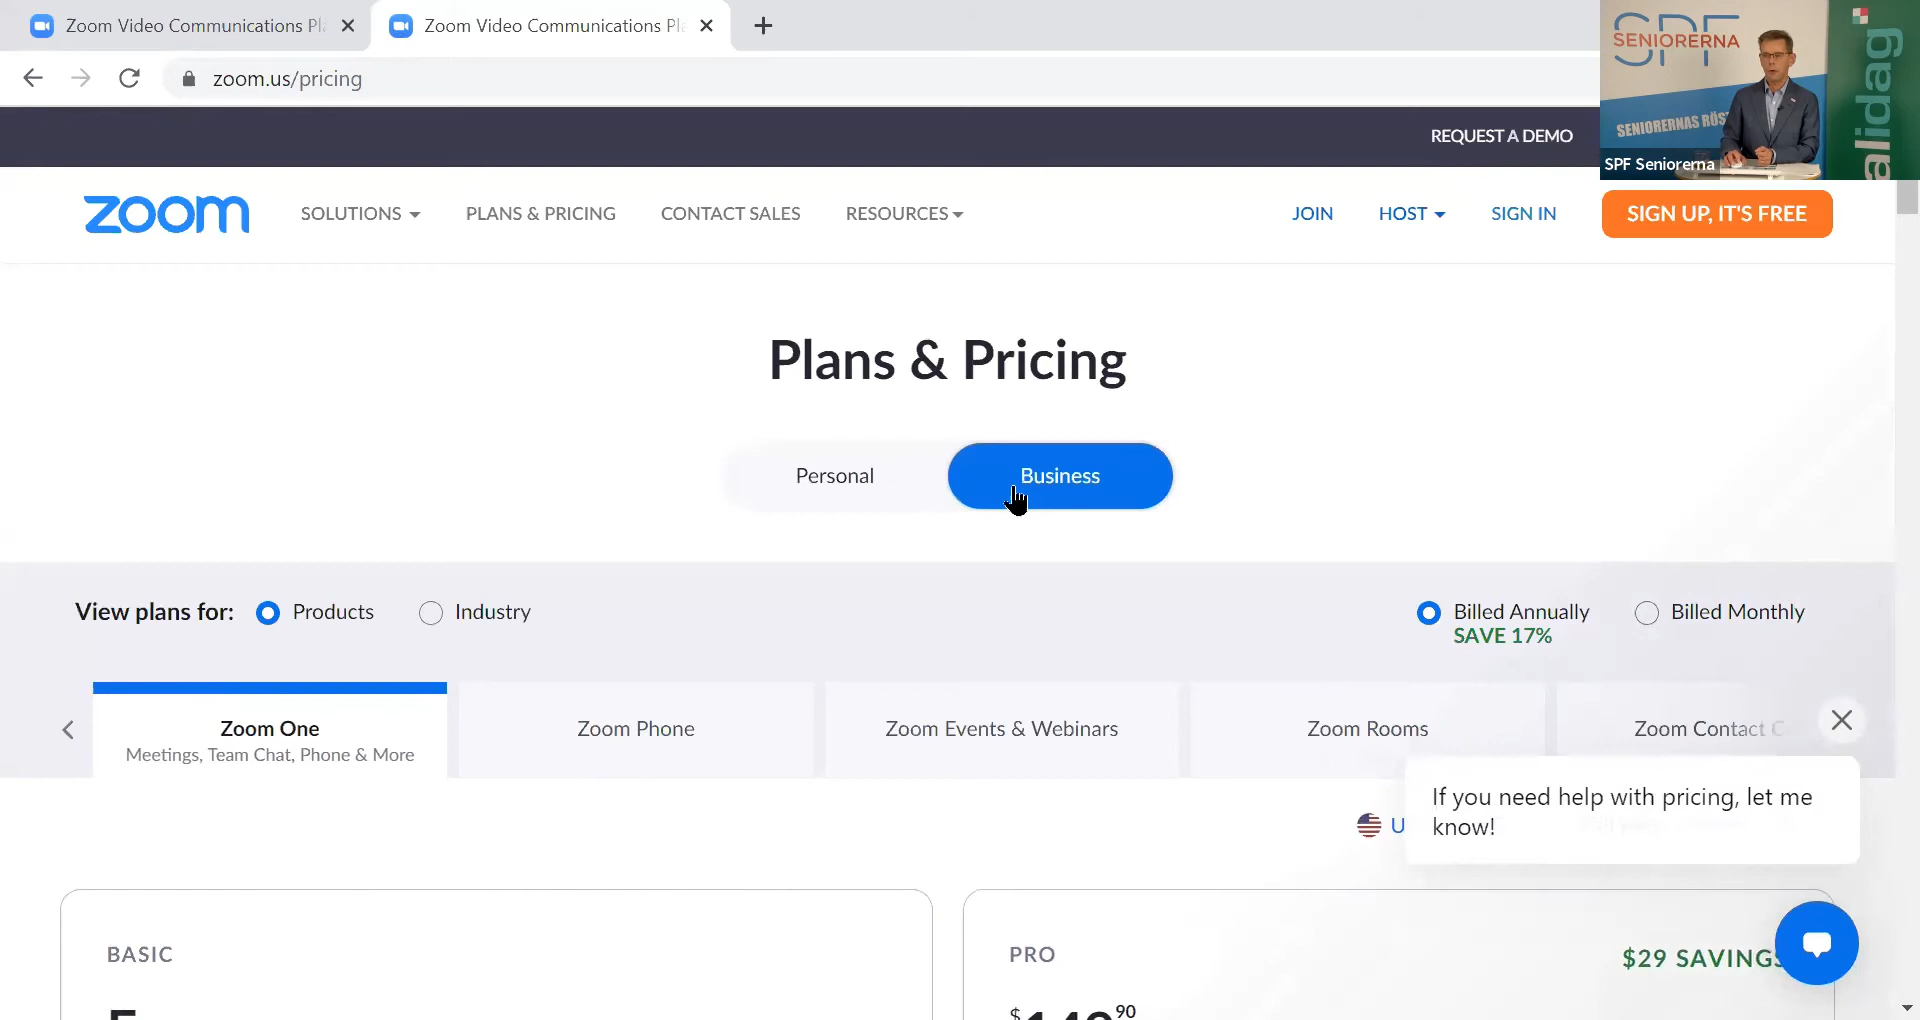 Zoom Video Communications Pl
Zoom Video Communications Pl
zoom.us/pricing
REQUEST A DEMO
SPF
SENIORERNA
SENIORERNAS RÖS
SPF Seniorerna
alidag
zoom
SOLUTIONS
PLANS & PRICING
CONTACT SALES
RESOURCES
JOIN
HOST
SIGN IN
SIGN UP, IT'S FREE
Plans & Pricing
Personal
Business
View plans for:
Products
Industry
Billed Annually
SAVE 17%
Billed Monthly
Zoom One
Meetings, Team Chat, Phone & More
Zoom Phone
Zoom Events & Webinars
Zoom Rooms
Zoom Contact C
U
If you need help with pricing, let me
know!
BASIC
PRO
$29 SAVINGS
$149 90